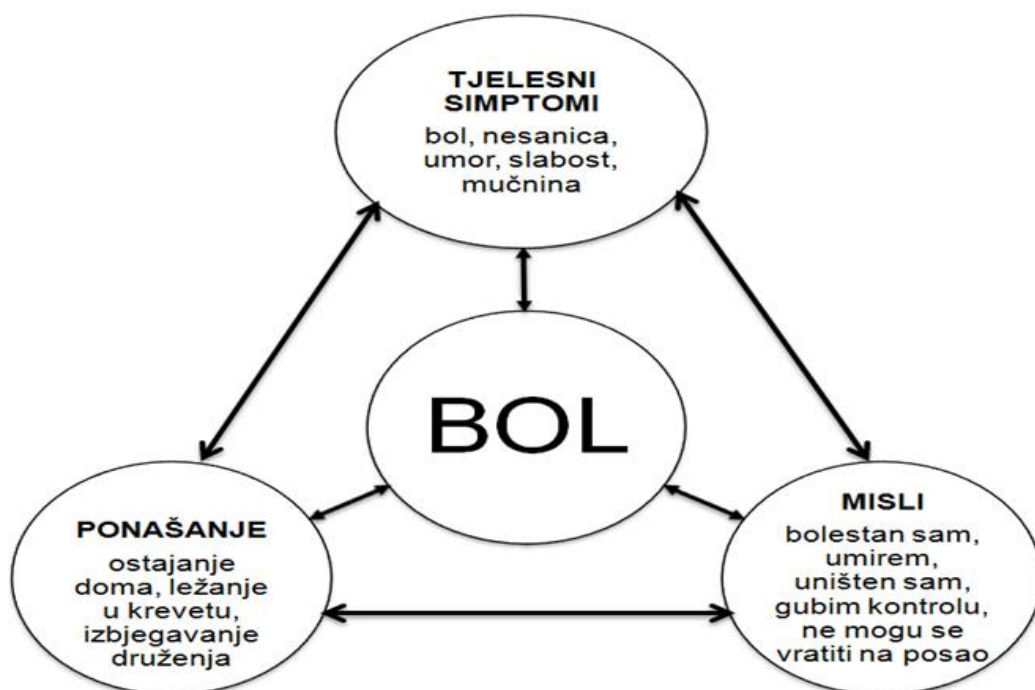 TJELESNI
SIMPTOMI
bol, nesanica,
umor, slabost,
mučnina
BOL
PONAŠANJE
ostajanje
doma, ležanje
u krevetu,
izbjegavanje
druženja
MISLI
bolestan sam,
umirem,
uništen sam,
gubim kontrolu,
ne mogu se
vratiti na posao